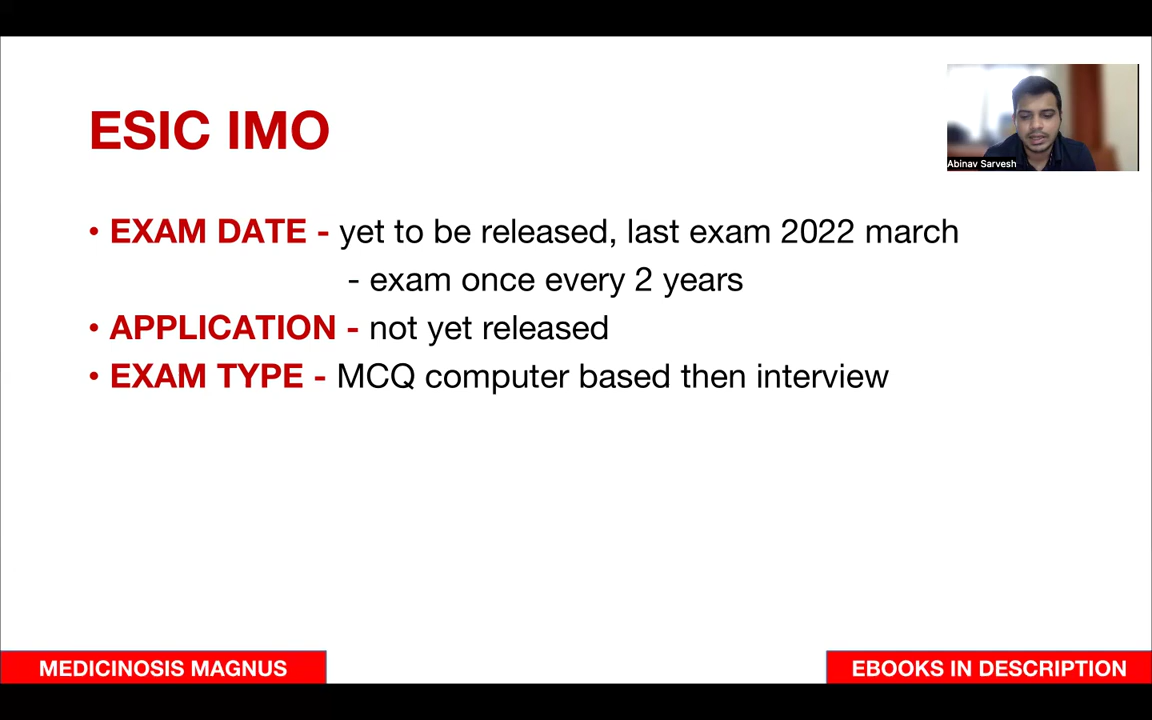 ESIC IMO
Abinav Sarvesh
• EXAM DATE - yet to be released, last exam 2022 march
- exam once every 2 years
• APPLICATION - not yet released
• EXAM TYPE - MCQ computer based then interview
MEDICINOSIS MAGNUS
EBOOKS IN DESCRIPTION